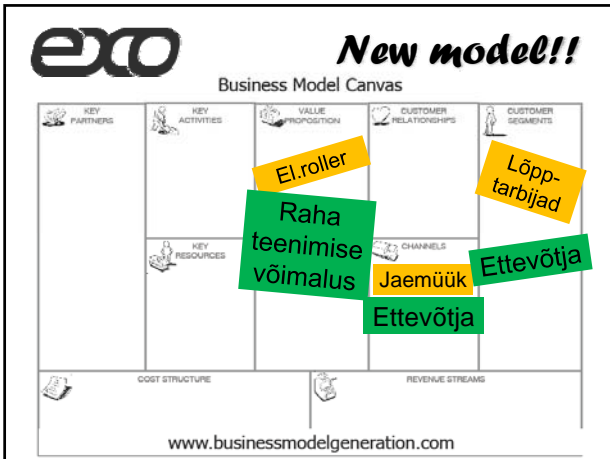 exo
New model!!
Business Model Canvas
KEY
PARTNERS
KEY
ACTIVITIES
VALUE
PROPOSITION
CUSTOMER
RELATIONSHIPS
CUSTOMER
SEGMENTS
El.roller
Lõpp-
tarbijad
Raha
teenimise
võimalus
KEY
RESOURCES
CHANNELS
Jaemüük
Ettevõtja
Ettevõtja
COST STRUCTURE
REVENUE STREAMS
www.businessmodelgeneration.com